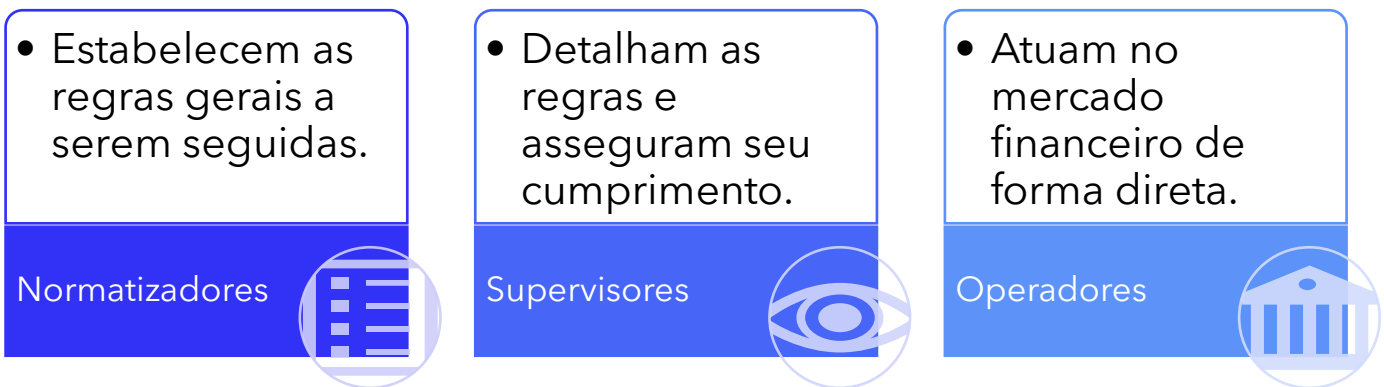 • Estabelecem as
regras gerais a
serem seguidas.
Normatizadores
• Detalham as
regras e
asseguram seu
cumprimento.
Supervisores
• Atuam no
mercado
financeiro de
forma direta.
Operadores